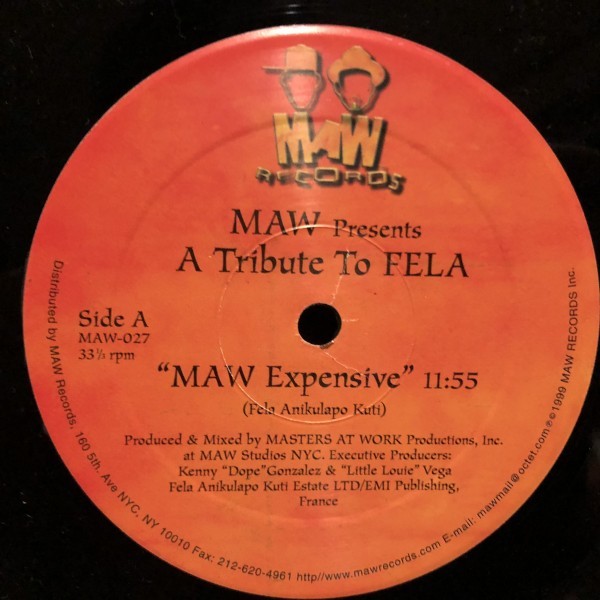 MAW
RECORDS
MAW Presents
A Tribute To FELA
Side A
MAW-027
33⅓ rpm
"MAW Expensive" 11:55
(Fela Anikulapo Kuti)
Produced & Mixed by MASTERS AT WORK Productions, Inc.
at MAW Studios NYC. Executive Producers:
Kenny "Dope"Gonzalez & "Little Louie" Vega
Fela Anikulapo Kuti Estate LTD/EMI Publishing,
France
Distributed by MAW Records, 160 5th. Ave NYC, NY 10010 Fax: 212-620-4961 http//www.mawrecords.com E-mail: mawmail@octet.com ℗©1999 MAW RECORDS Inc.